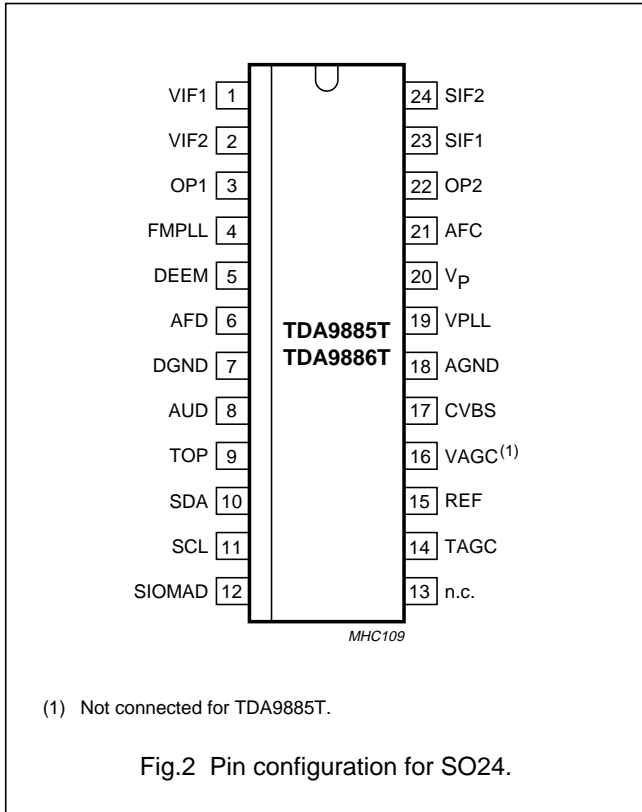 VIF1 1 24 SIF2
VIF2 2 23 SIF1
OP1 3 22 OP2
FMPLL 4 21 AFC
DEEM 5 20 VP
AFD 6 19 VPLL
TDA9885T
TDA9886T
DGND 7 18 AGND
AUD 8 17 CVBS
TOP 9 16 VAGC(1)
SDA 10 15 REF
SCL 11 14 TAGC
SIOMAD 12 13 n.c.
MHC109
(1) Not connected for TDA9885T.
Fig.2 Pin configuration for SO24.